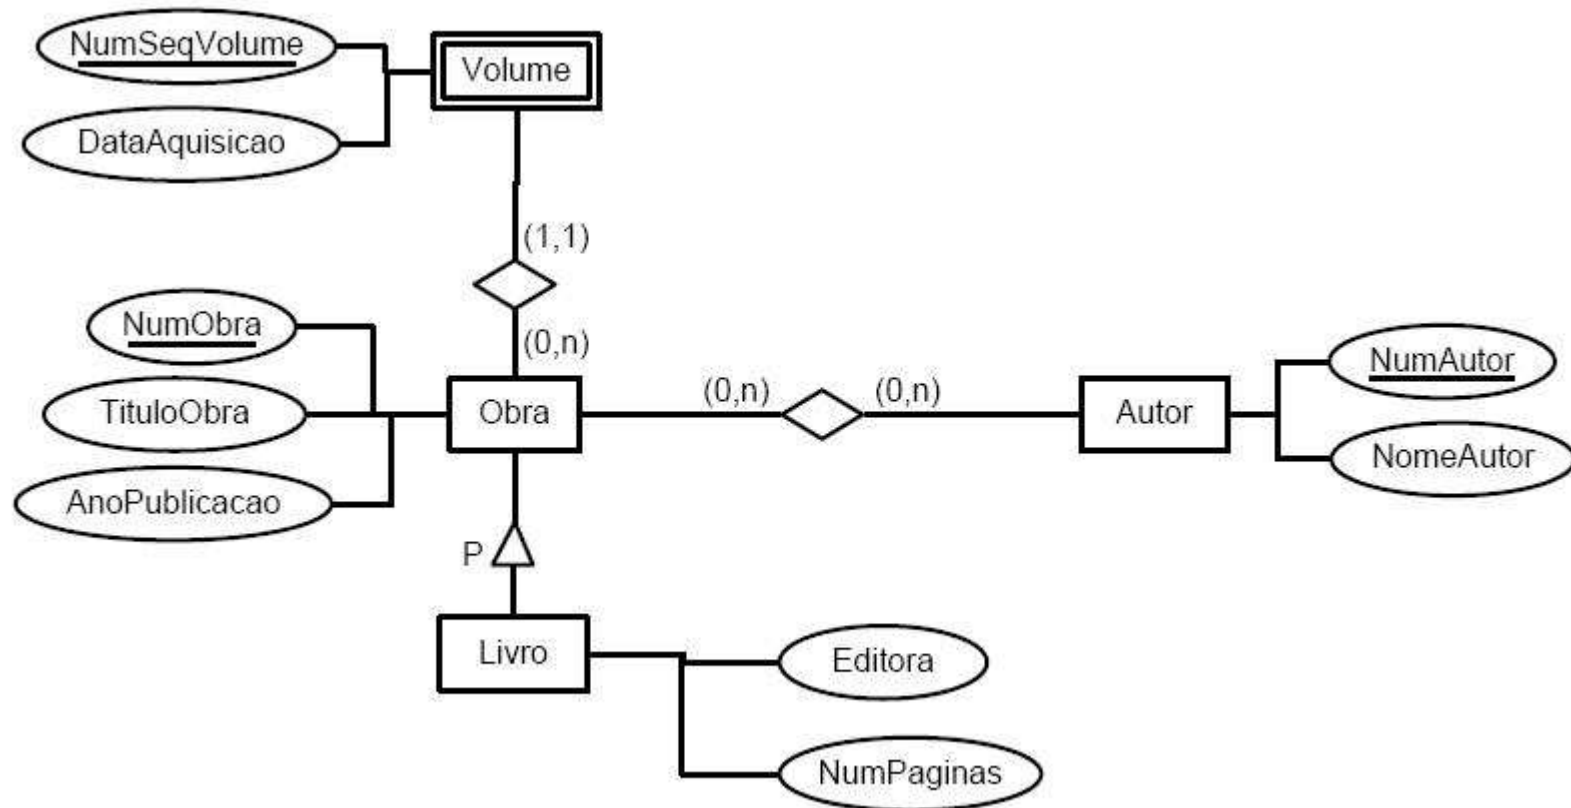 NumSeqVolume
Volume
DataAquisicao
(1,1)
NumObra
(0,n)
TituloObra
Obra
(0,n)
(0,n)
Autor
NumAutor
NomeAutor
AnoPublicacao
P
Livro
Editora
NumPaginas